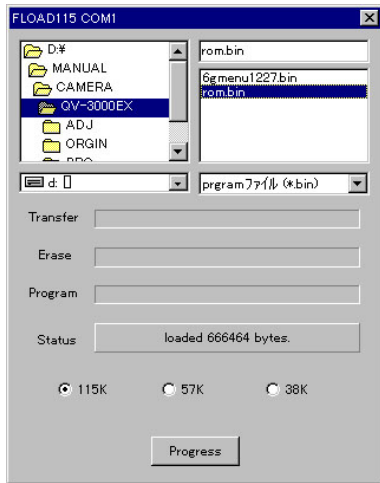 FLOAD115 COM1
D:¥
MANUAL
CAMERA
QV-3000EX
ADJ
ORGIN
rom.bin
6gmenu1227.bin
rom.bin
d: []
prgramファイル (*.bin)
Transfer
Erase
Program
Status
loaded 666464 bytes.
115K
57K
38K
Progress